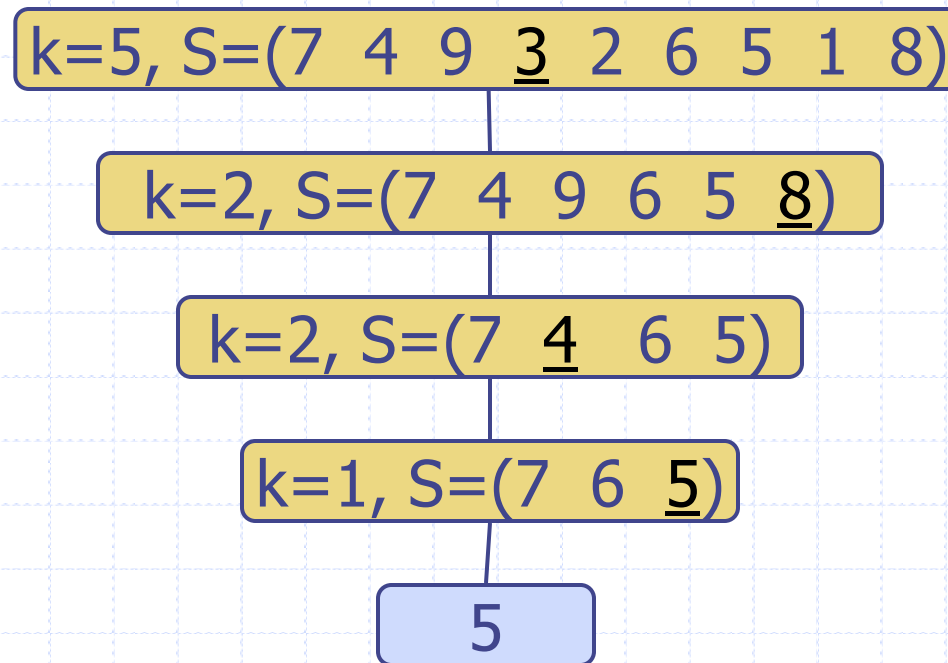 k=5, S=(7 4 9 3 2 6 5 1 8)
k=2, S=(7 4 9 6 5 8)
k=2, S=(7 4 6 5)
k=1, S=(7 6 5)
5